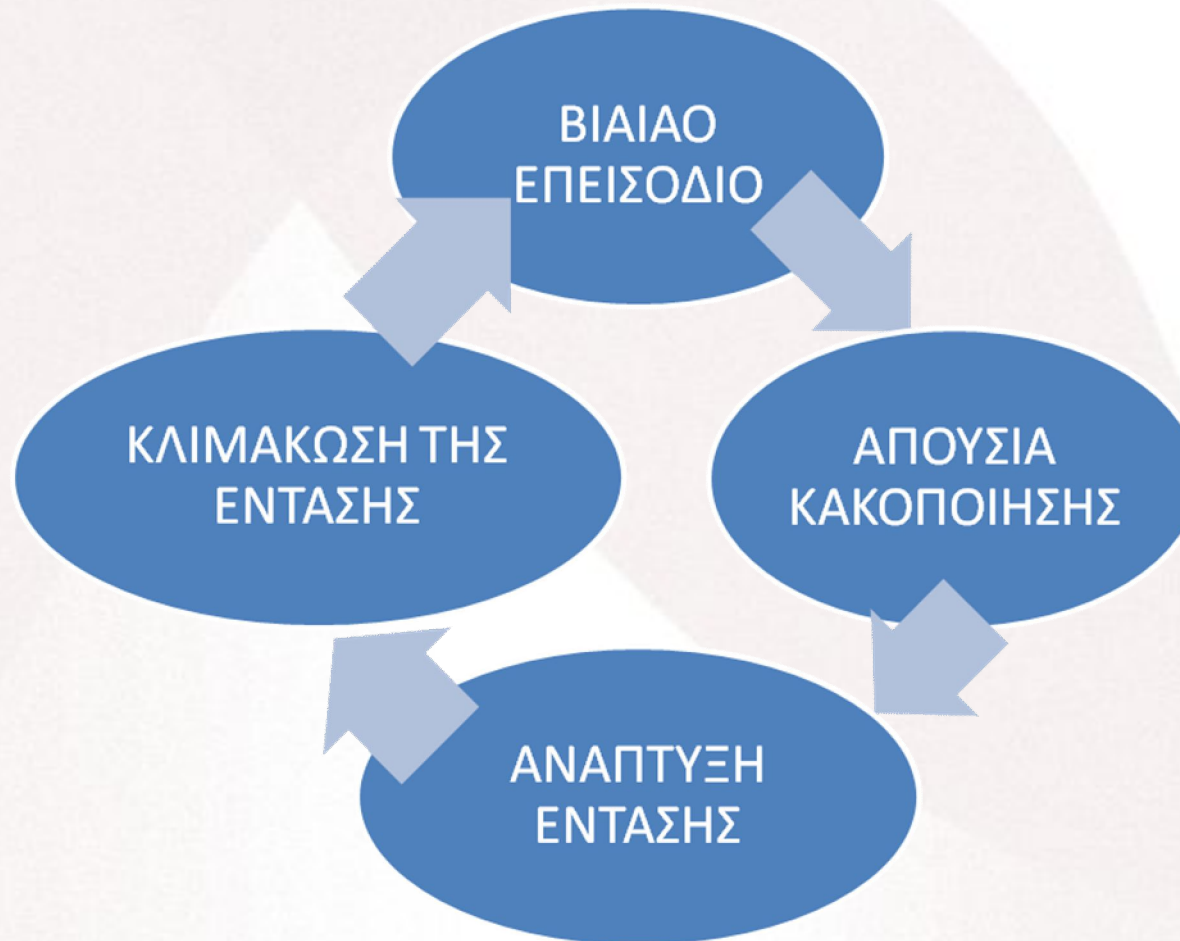 ΒΙΑΙΑΟ
ΕΠΕΙΣΟΔΙΟ
ΚΛΙΜΑΚΩΣΗ ΤΗΣ
ΕΝΤΑΣΗΣ
ΑΠΟΥΣΙΑ
ΚΑΚΟΠΟΙΗΣΗΣ
ΑΝΑΠΤΥΞΗ
ΕΝΤΑΣΗΣ